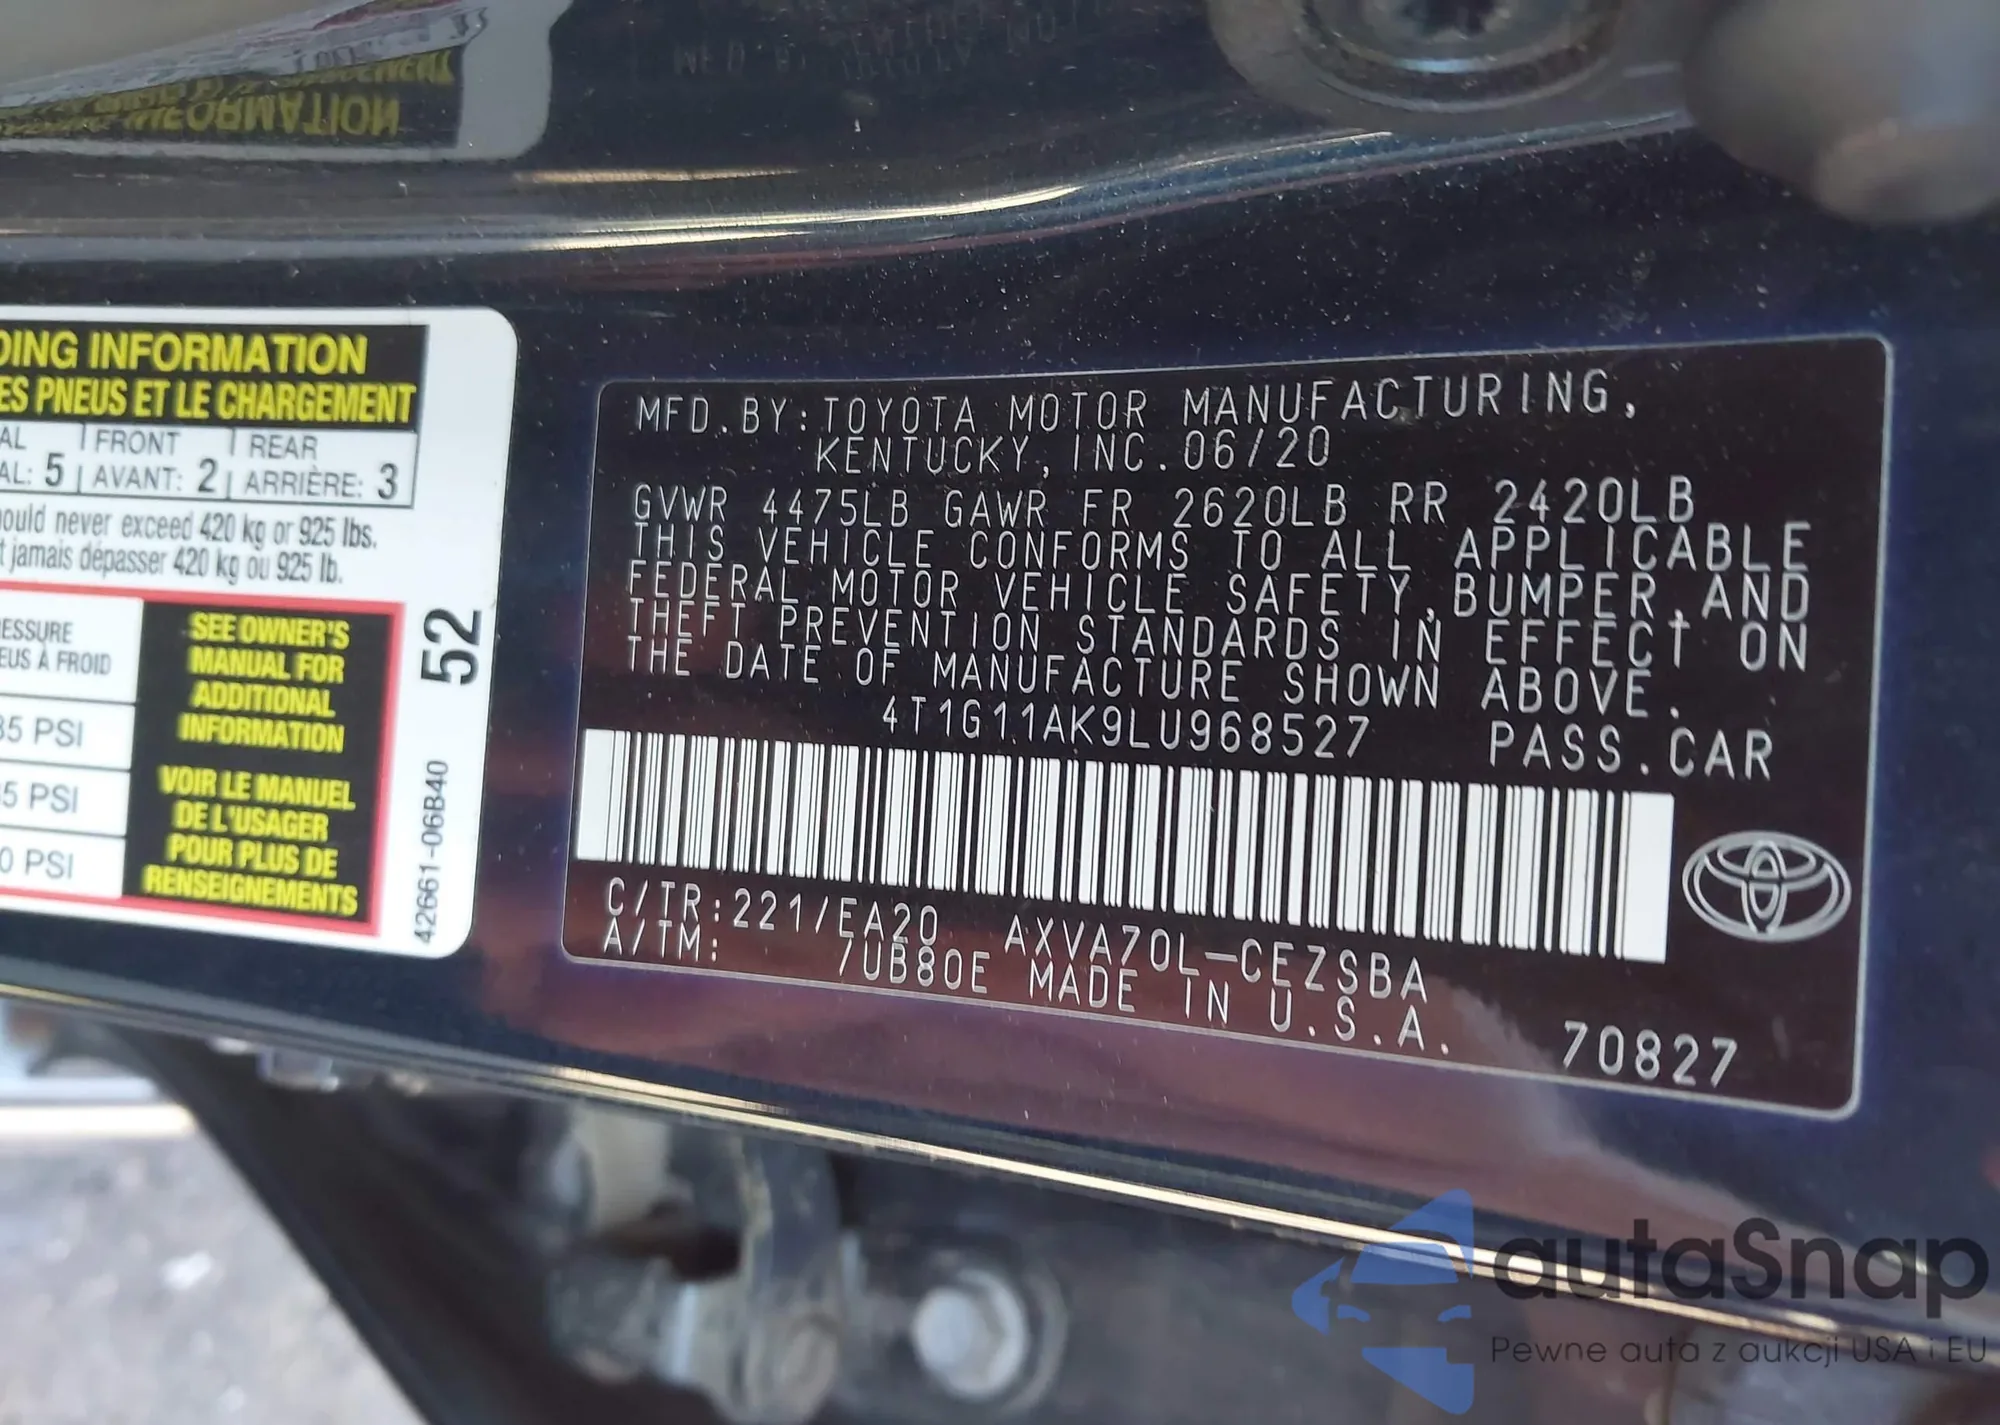 DING INFORMATION
ES PNEUS ET LE CHARGEMENT
AL FRONT REAR
AL: 5 AVANT: 2 ARRIÈRE: 3
ould never exceed 420 kg or 925 lbs.
t jamais dépasser 420 kg ou 925 lb.
ESSURE
EUS À FROID
35 PSI
5 PSI
0 PSI
SEE OWNER'S
MANUAL FOR
ADDITIONAL
INFORMATION
VOIR LE MANUEL
DE L'USAGER
POUR PLUS DE
RENSEIGNEMENTS
52
42661-06B40
MFD.BY:TOYOTA MOTOR MANUFACTURING,
KENTUCKY,INC.06/20
GVWR 4475LB GAWR FR 2620LB RR 2420LB
THIS VEHICLE CONFORMS TO ALL APPLICABLE
FEDERAL MOTOR VEHICLE SAFETY,BUMPER,AND
THEFT PREVENTION STANDARDS IN EFFECT ON
THE DATE OF MANUFACTURE SHOWN ABOVE.
4T1G11AK9LU968527 PASS.CAR
C/TR:221/EA20 AXVA70L-CEZSBA
A/TM: 7UB80E MADE IN U.S.A.
70827
autaSnap
Pewne auta z aukcji USA i EU